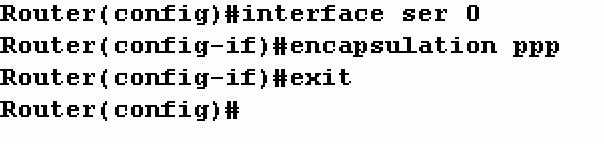 Router(config)#interface ser 0
Router(config-if)#encapsulation ppp
Router(config-if)#exit
Router(config)#